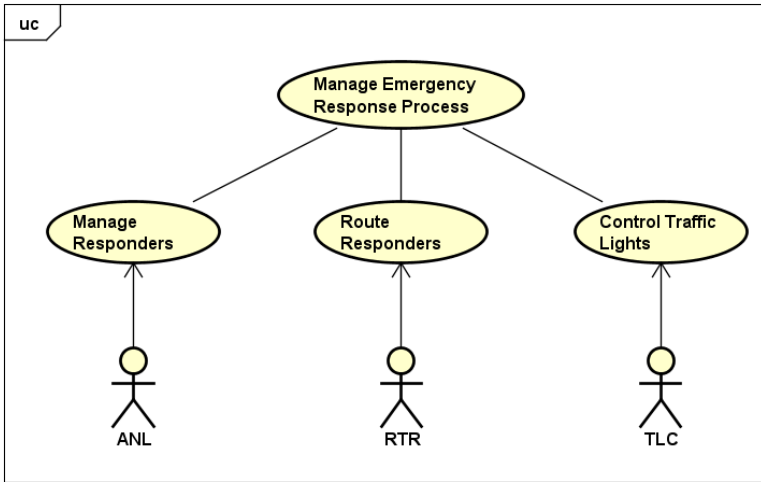 uc
Manage Emergency
Response Process
Manage
Responders
Route
Responders
Control Traffic
Lights
ANL
RTR
TLC